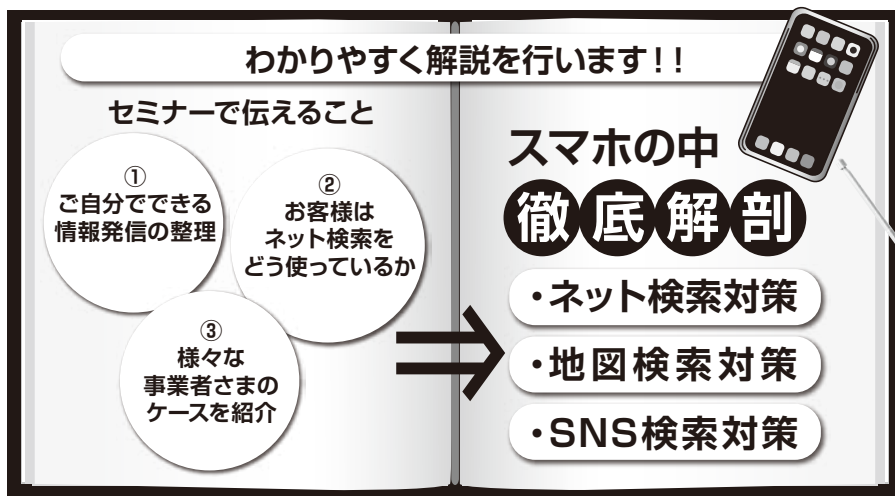 わかりやすく解説を行います!!
セミナーで伝えること
①
ご自分でできる
情報発信の整理
②
お客様は
ネット検索を
どう使っているか
③
様々な
事業者さまの
ケースを紹介
スマホの中
徹底解剖
・ネット検索対策
・地図検索対策
・SNS検索対策